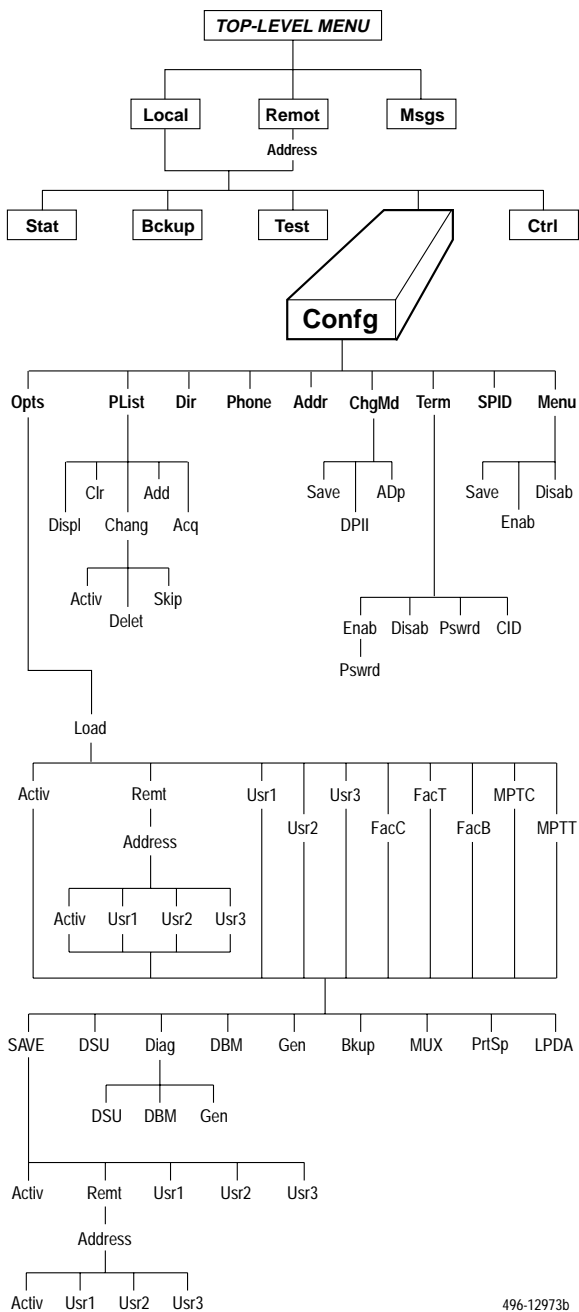 TOP-LEVEL MENU
Local Remot Msgs
Address
Stat Bckup Test Ctrl
Confg
Opts PList Dir Phone Addr ChgMd Term SPID Menu
Clr Add Save ADp Save Disab
Displ Chang Acq DPII Enab
Activ Skip
Delet
Enab Disab Pswrd CID
Pswrd
Load
Activ Remt Usr1 Usr3 FacT MPTC
Usr2 FacC FacB MPTT
Address
Activ Usr1 Usr2 Usr3
SAVE DSU Diag DBM Gen Bkup MUX PrtSp LPDA
DSU DBM Gen
Activ Remt Usr1 Usr2 Usr3
Address
Activ Usr1 Usr2 Usr3
496-12973b